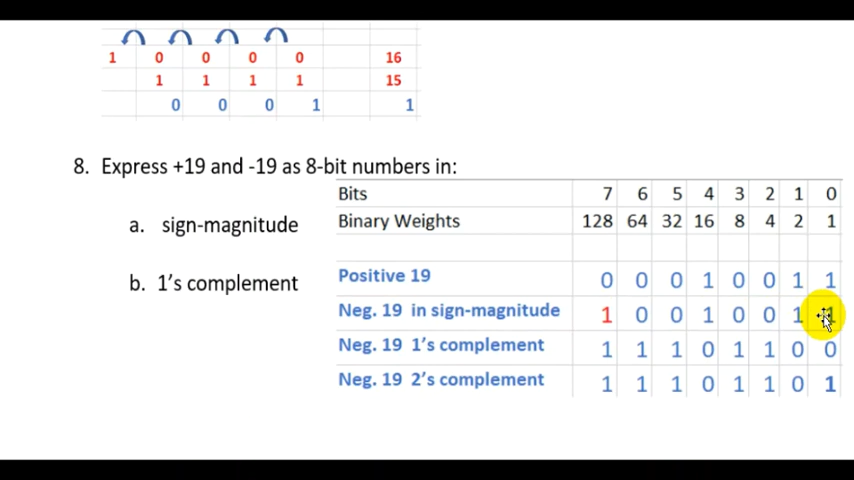 1 0 0 0 0 16
1 1 1 1 15
0 0 0 1 1
8. Express +19 and -19 as 8-bit numbers in:
Bits 7 6 5 4 3 2 1 0
a. sign-magnitude
Binary Weights 128 64 32 16 8 4 2 1
b. 1's complement
Positive 19 0 0 0 1 0 0 1 1
Neg. 19 in sign-magnitude 1 0 0 1 0 0 1 1
Neg. 19 1's complement 1 1 1 0 1 1 0 0
Neg. 19 2's complement 1 1 1 0 1 1 0 1